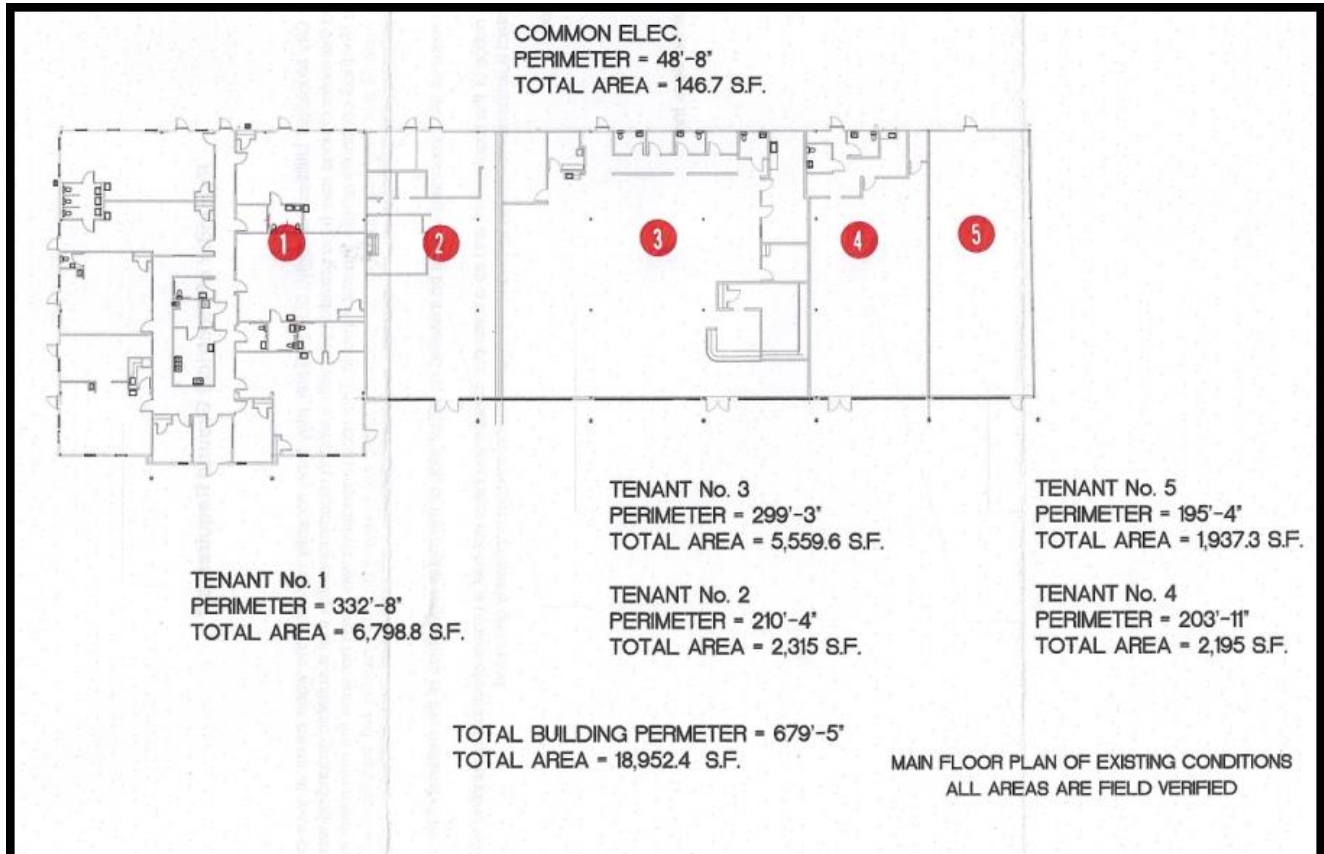 COMMON ELEC.
PERIMETER = 48'-8"
TOTAL AREA = 146.7 S.F.
1
2
3
4
5
TENANT No. 3
PERIMETER = 299'-3"
TOTAL AREA = 5,559.6 S.F.
TENANT No. 5
PERIMETER = 195'-4"
TOTAL AREA = 1,937.3 S.F.
TENANT No. 1
PERIMETER = 332'-8"
TOTAL AREA = 6,798.8 S.F.
TENANT No. 2
PERIMETER = 210'-4"
TOTAL AREA = 2,315 S.F.
TENANT No. 4
PERIMETER = 203'-11"
TOTAL AREA = 2,195 S.F.
TOTAL BUILDING PERMETER = 679'-5"
TOTAL AREA = 18,952.4 S.F.
MAIN FLOOR PLAN OF EXISTING CONDITIONS
ALL AREAS ARE FIELD VERIFIED